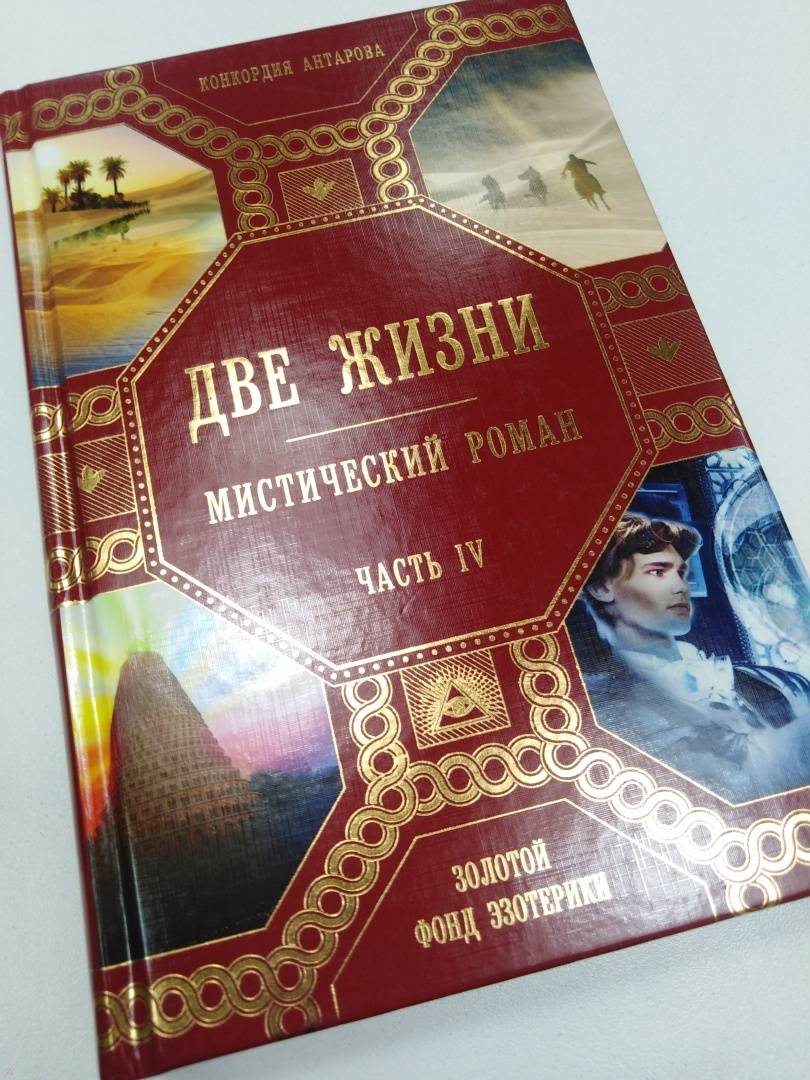 КОНКОРДИЯ АНТАРОВА
ДВЕ ЖИЗНИ
МИСТИЧЕСКИЙ РОМАН
ЧАСТЬ IV
ЗОЛОТОЙ
ФОНД ЭЗОТЕРИКИ